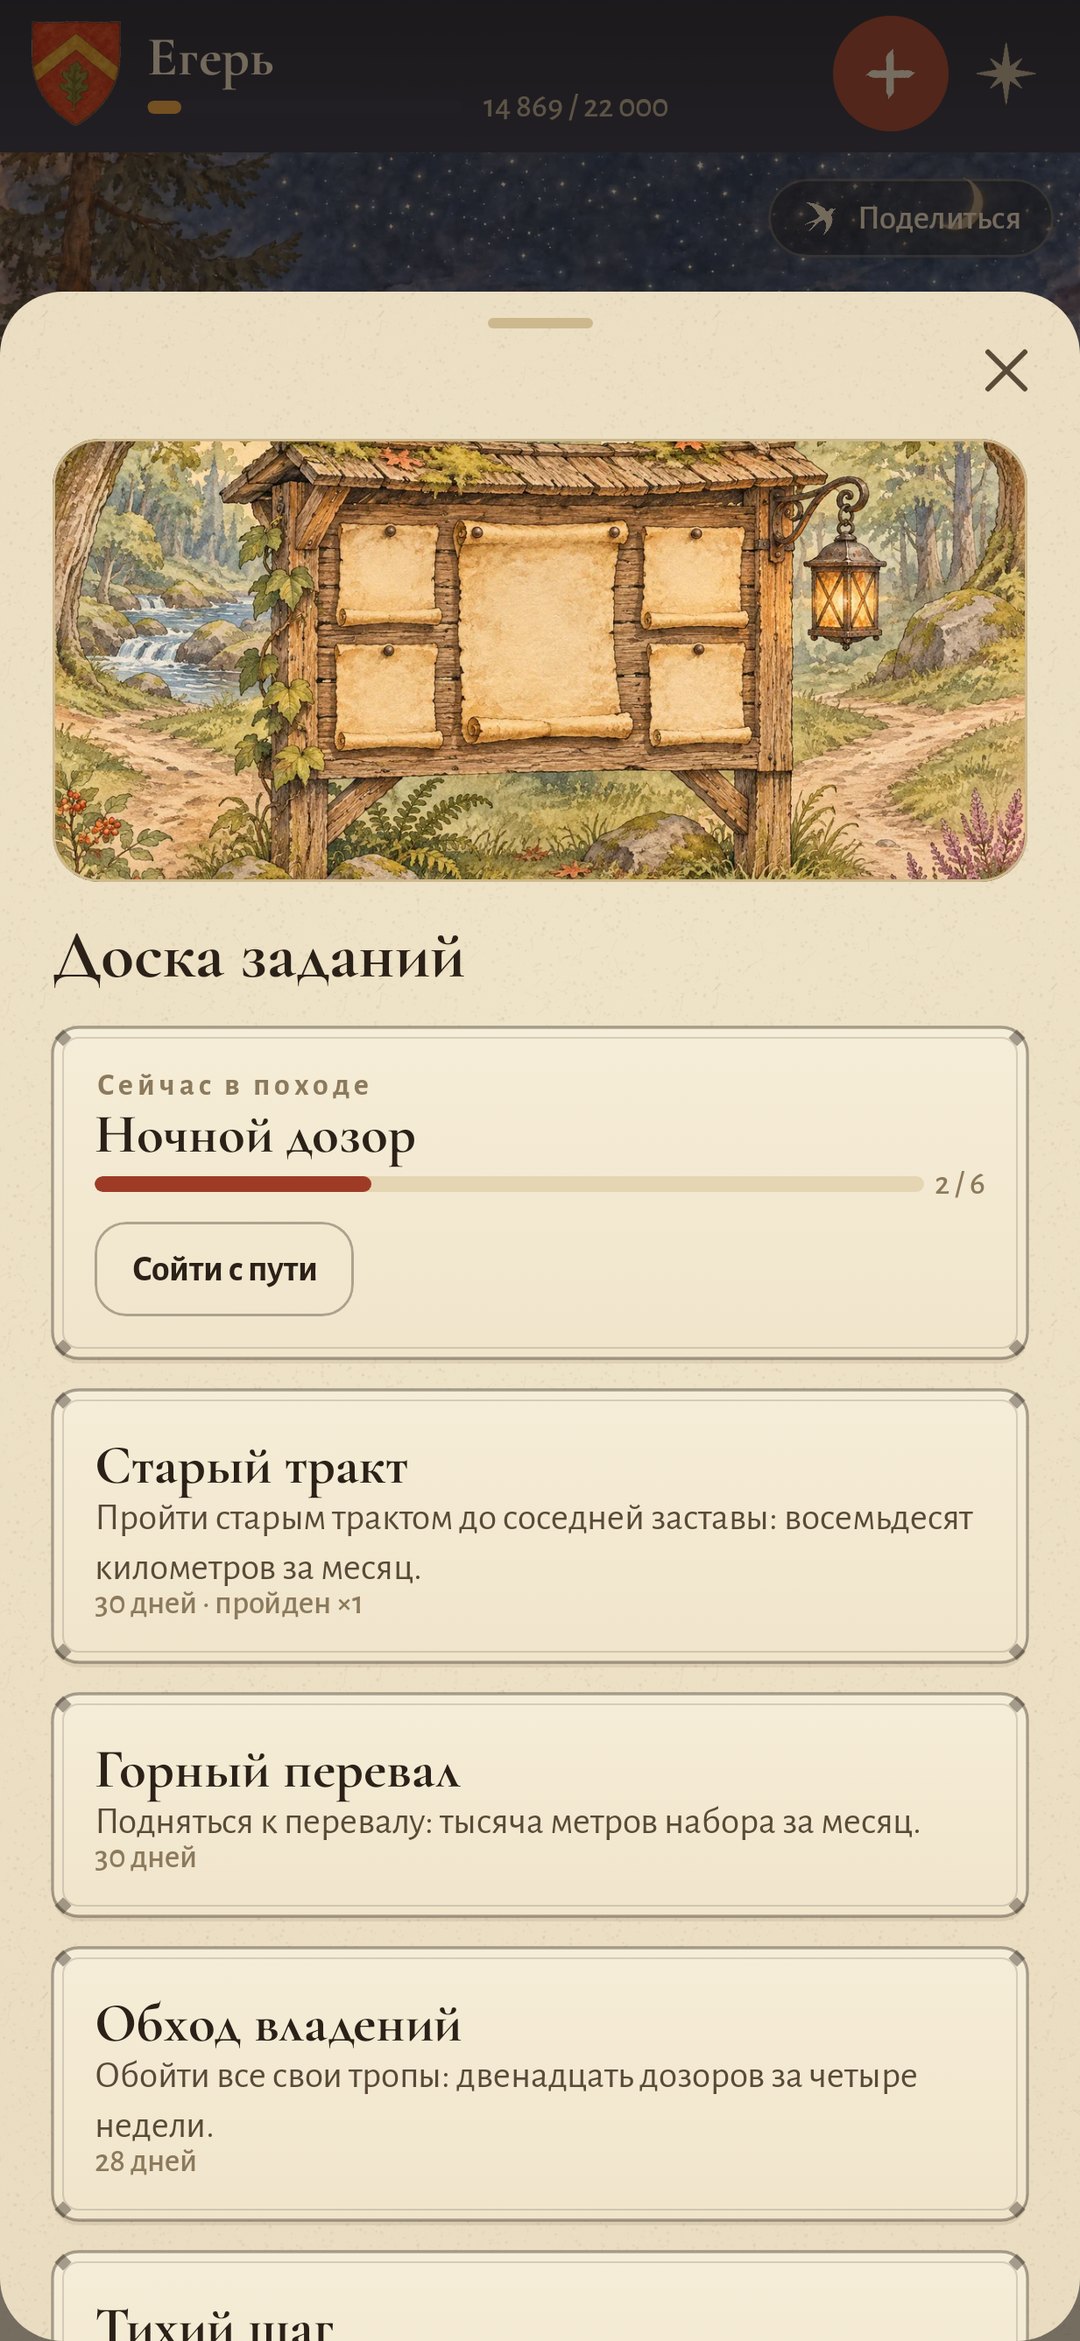 Егерь
14 869 / 22 000
Поделиться
Доска заданий
Сейчас в походе
Ночной дозор
2 / 6
Сойти с пути
Старый тракт
Пройти старым трактом до соседней заставы: восемьдесят
километров за месяц.
30 дней · пройден ×1
Горный перевал
Подняться к перевалу: тысяча метров набора за месяц.
30 дней
Обход владений
Обойти все свои тропы: двенадцать дозоров за четыре
недели.
28 дней
Тихий шаг